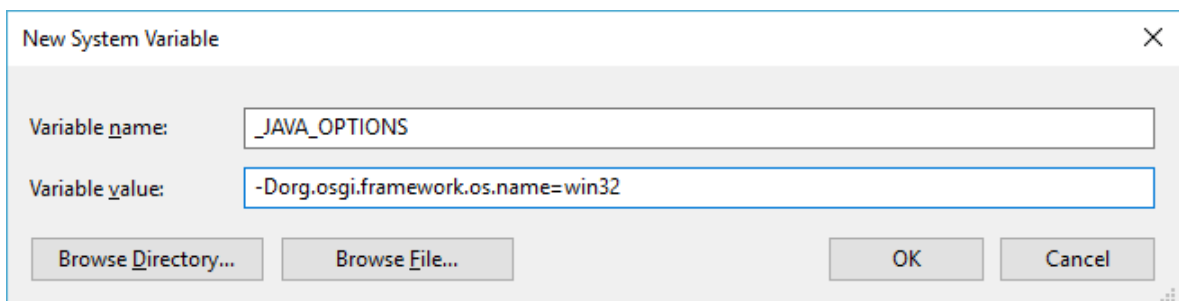 New System Variable
Variable name: _JAVA_OPTIONS
Variable value: -Dorg.osgi.framework.os.name=win32
Browse Directory... Browse File... OK Cancel